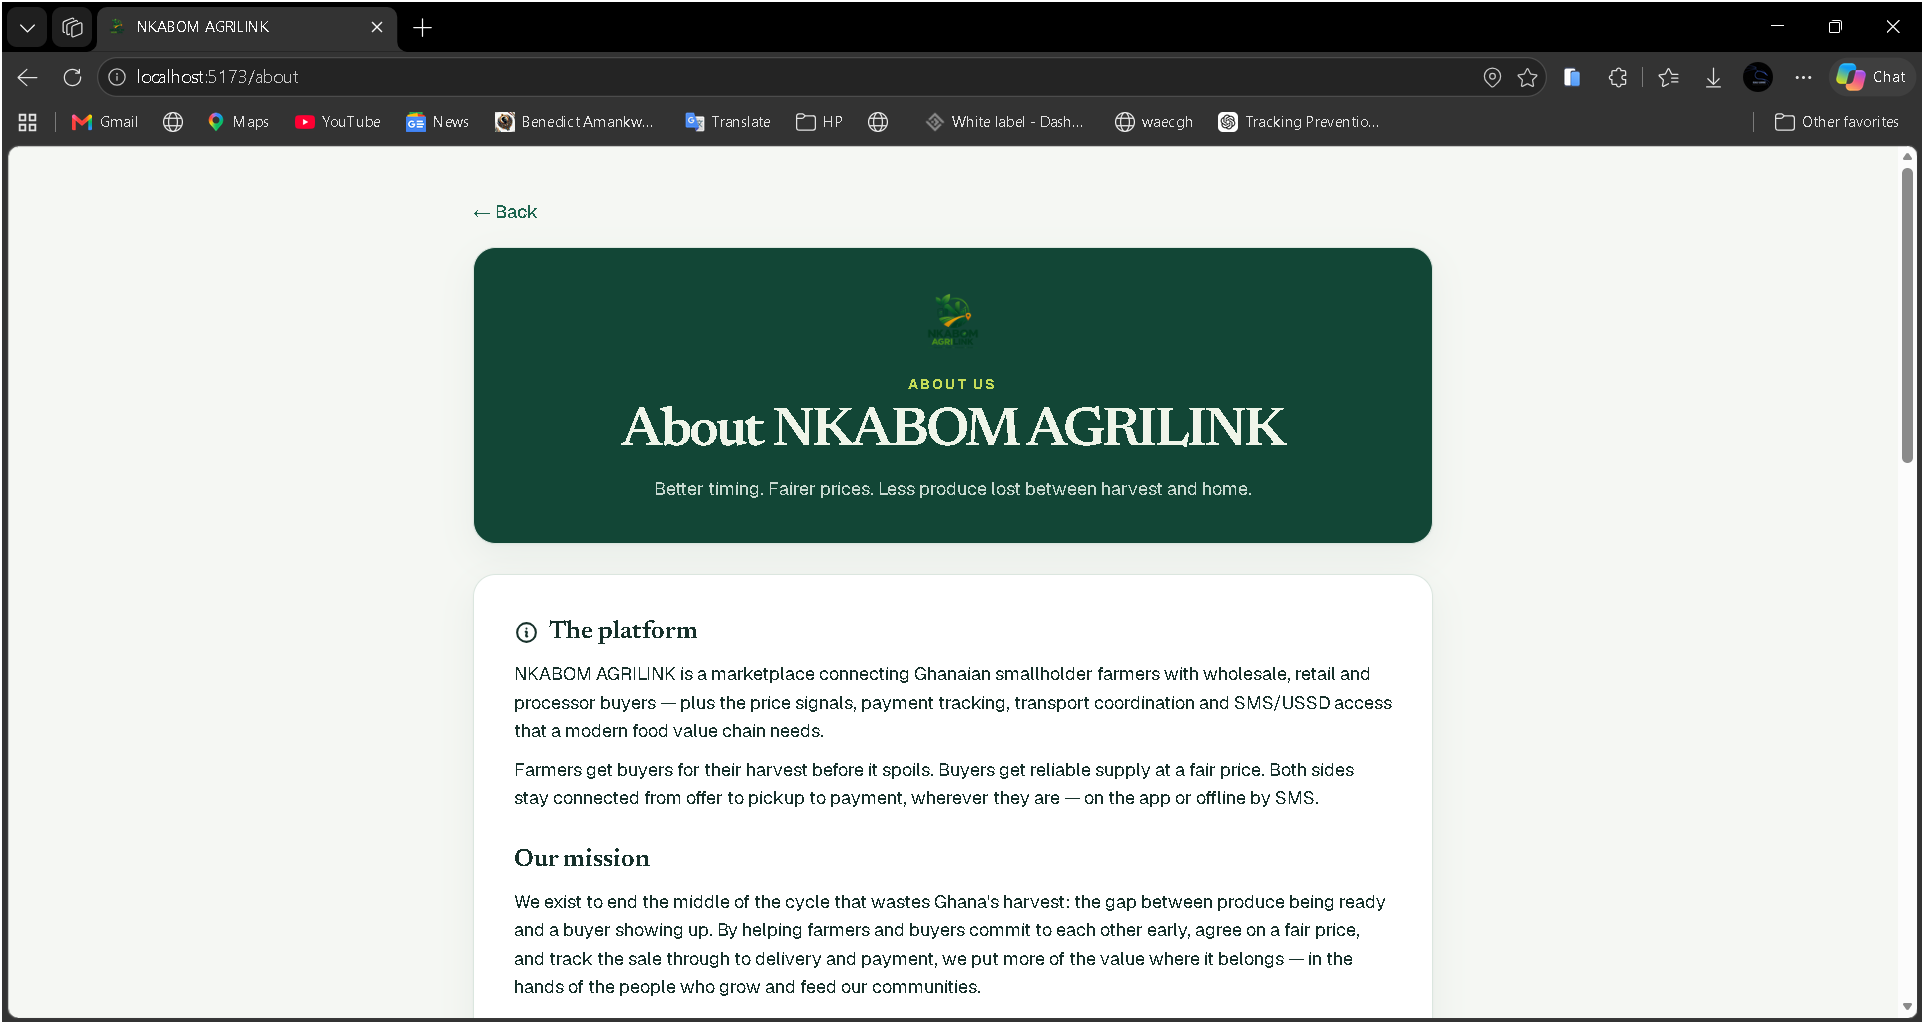 NKABOM AGRILINK
localhost:5173/about
Chat
Gmail
Maps
YouTube
News
Benedict Amankw...
Translate
HP
White label - Dash...
waecgh
Tracking Preventio...
Other favorites
← Back
NKABOM
AGRILINK
ABOUT US
About NKABOM AGRILINK
Better timing. Fairer prices. Less produce lost between harvest and home.
The platform
NKABOM AGRILINK is a marketplace connecting Ghanaian smallholder farmers with wholesale, retail and
processor buyers — plus the price signals, payment tracking, transport coordination and SMS/USSD access
that a modern food value chain needs.
Farmers get buyers for their harvest before it spoils. Buyers get reliable supply at a fair price. Both sides
stay connected from offer to pickup to payment, wherever they are — on the app or offline by SMS.
Our mission
We exist to end the middle of the cycle that wastes Ghana's harvest: the gap between produce being ready
and a buyer showing up. By helping farmers and buyers commit to each other early, agree on a fair price,
and track the sale through to delivery and payment, we put more of the value where it belongs — in the
hands of the people who grow and feed our communities.